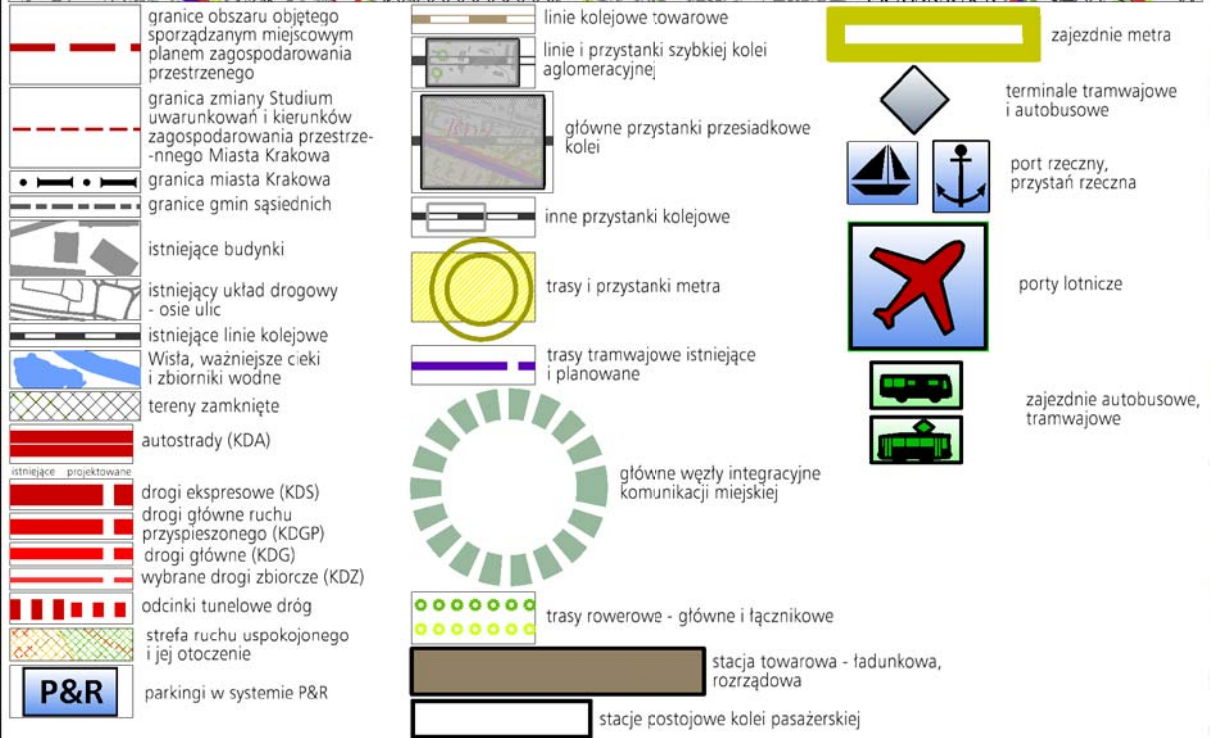 granice obszaru objętego
sporządzanym miejscowym
planem zagospodarowania
przestrzenego
granica zmiany Studium
uwarunkowań i kierunków
zagospodarowania przestrze-
-nnego Miasta Krakowa
granica miasta Krakowa
granice gmin sąsiednich
istniejące budynki
istniejący układ drogowy
- osie ulic
istniejące linie kolejowe
Wisła, ważniejsze cieki
i zbiorniki wodne
tereny zamknięte
autostrady (KDA)
istniejące projektowane
drogi ekspresowe (KDS)
drogi główne ruchu
przyspieszonego (KDGP)
drogi główne (KDG)
wybrane drogi zbiorcze (KDZ)
odcinki tunelowe dróg
strefa ruchu uspokojonego
i jej otoczenie
P&R
parkingi w systemie P&R
linie kolejowe towarowe
linie i przystanki szybkiej kolei
aglomeracyjnej
główne przystanki przesiadkowe
kolei
inne przystanki kolejowe
trasy i przystanki metra
trasy tramwajowe istniejące
i planowane
główne węzły integracyjne
komunikacji miejskiej
trasy rowerowe - główne i łącznikowe
stacja towarowa - ładunkowa,
rozrządowa
stacje postojowe kolei pasażerskiej
zajezdnie metra
terminale tramwajowe
i autobusowe
port rzeczny,
przystań rzeczna
porty lotnicze
zajezdnie autobusowe,
tramwajowe